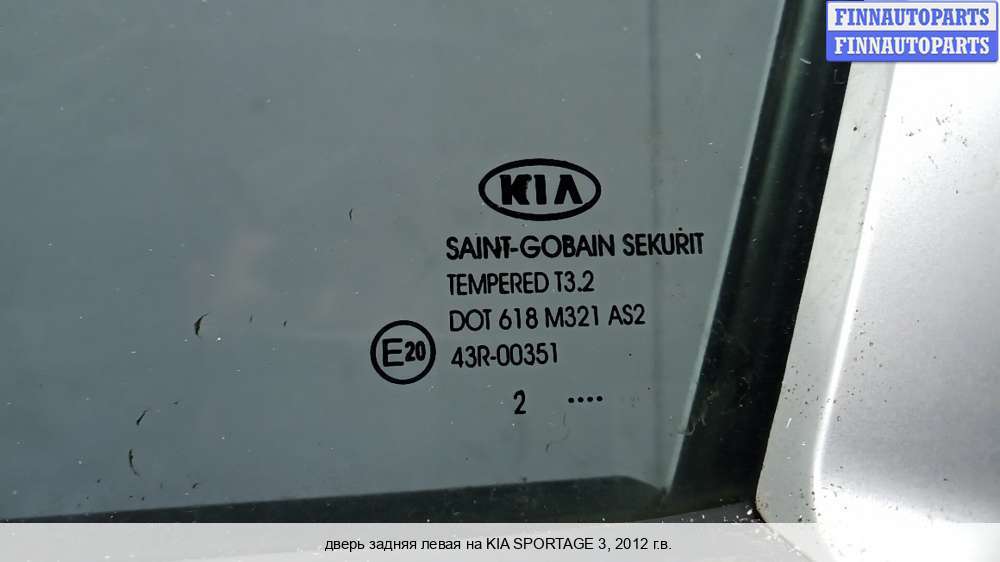 FINNAUTOPARTS
FINNAUTOPARTS
KIA
SAINT-GOBAIN SEKURIT
TEMPERED T3.2
DOT 618 M321 AS2
E20 43R-00351
2 ....
дверь задняя левая на KIA SPORTAGE 3, 2012 г.в.